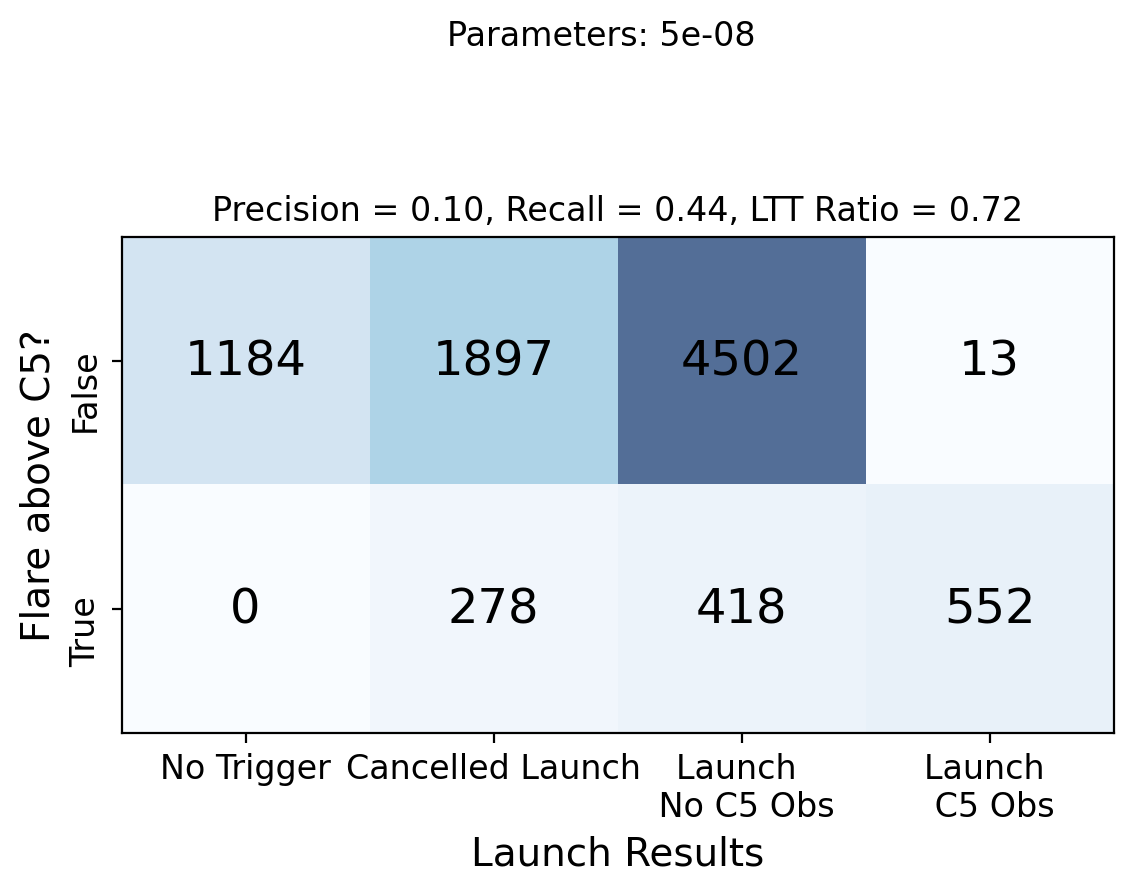 Parameters: 5e-08
Precision = 0.10, Recall = 0.44, LTT Ratio = 0.72
Flare above C5?
False
1184 1897 4502 13
True
0 278 418 552
No Trigger Cancelled Launch Launch Launch
No C5 Obs C5 Obs
Launch Results